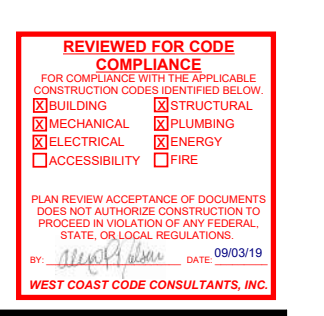 REVIEWED FOR CODE
COMPLIANCE
FOR COMPLIANCE WITH THE APPLICABLE
CONSTRUCTION CODES IDENTIFIED BELOW.
X BUILDING X STRUCTURAL
X MECHANICAL X PLUMBING
X ELECTRICAL X ENERGY
ACCESSIBILITY FIRE
PLAN REVIEW ACCEPTANCE OF DOCUMENTS
DOES NOT AUTHORIZE CONSTRUCTION TO
PROCEED IN VIOLATION OF ANY FEDERAL,
STATE, OR LOCAL REGULATIONS.
BY: DATE: 09/03/19
WEST COAST CODE CONSULTANTS, INC.